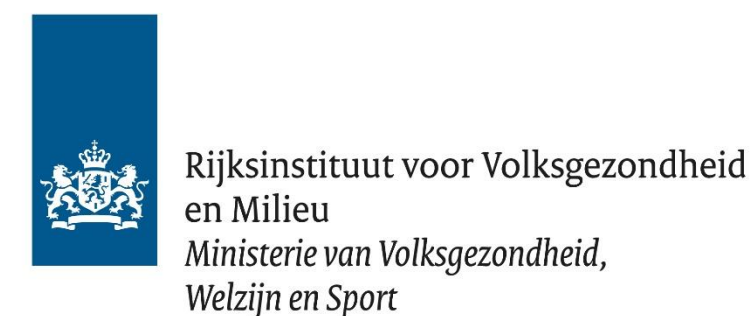 Rijksinstituut voor Volksgezondheid
en Milieu
Ministerie van Volksgezondheid,
Welzijn en Sport